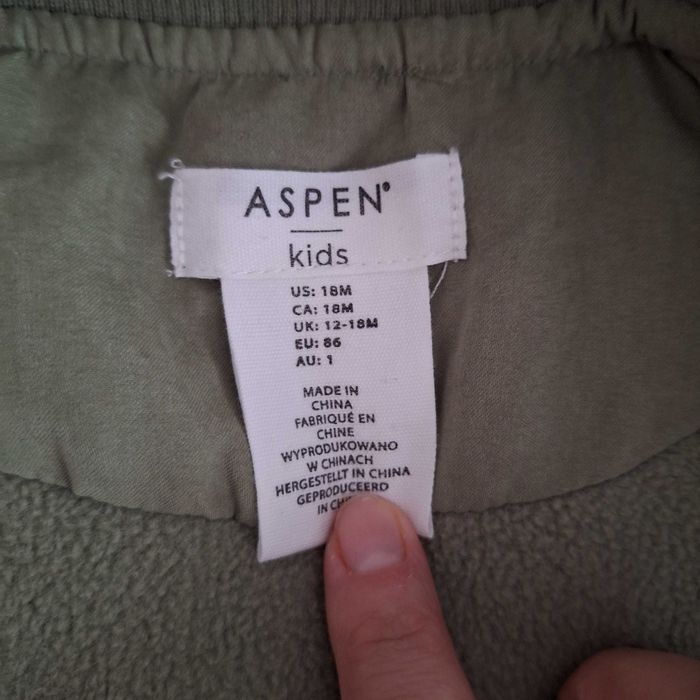 ASPEN®
kids
US: 18M
CA: 18M
UK: 12-18M
EU: 86
AU: 1
MADE IN
CHINA
FABRIQUÉ EN
CHINE
WYPRODUKOWANO
W CHINACH
HERGESTELLT IN CHINA
GEPRODUCEERD
IN